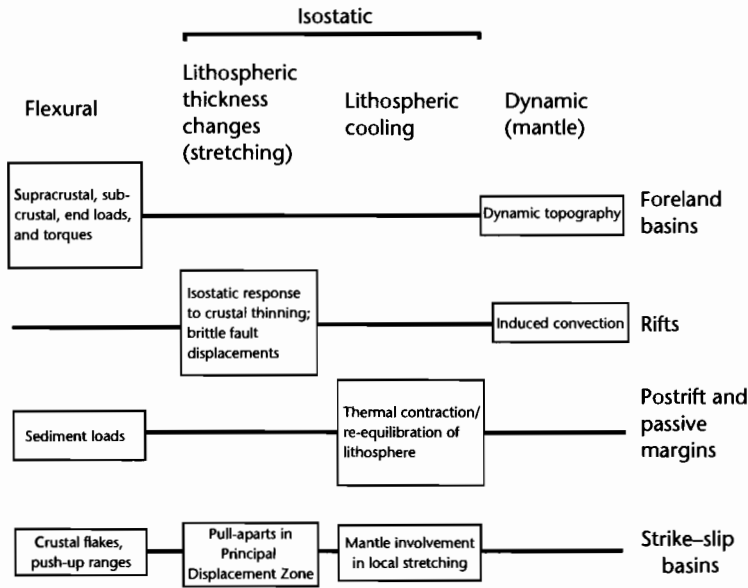 Isostatic
Flexural
Lithospheric
thickness
changes
(stretching)
Lithospheric
cooling
Dynamic
(mantle)
Supracrustal, sub-
crustal, end loads,
and torques
Dynamic topography
Foreland
basins
Isostatic response
to crustal thinning;
brittle fault
displacements
Induced convection
Rifts
Sediment loads
Thermal contraction/
re-equilibration of
lithosphere
Postrift and
passive
margins
Crustal flakes,
push-up ranges
Pull-aparts in
Principal
Displacement Zone
Mantle involvement
in local stretching
Strike–slip
basins